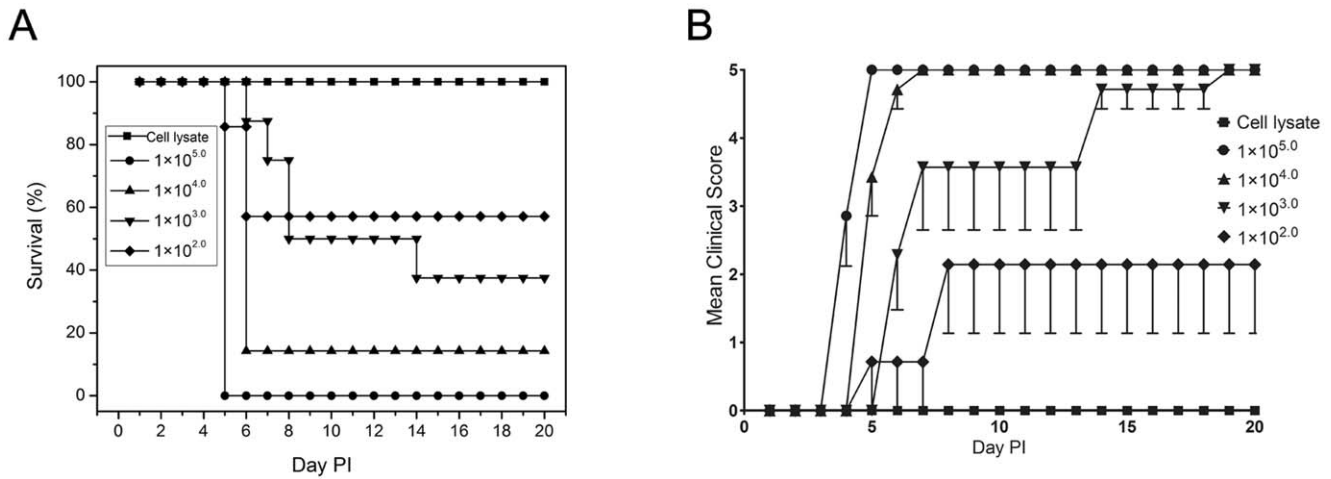 A
100
80
60
40
20
0
Survival (%)
Cell lysate
1×10^5.0
1×10^4.0
1×10^3.0
1×10^2.0
0 2 4 6 8 10 12 14 16 18 20
Day PI
B
5
4
3
2
1
0
Mean Clinical Score
Cell lysate
1×10^5.0
1×10^4.0
1×10^3.0
1×10^2.0
0 5 10 15 20
Day PI